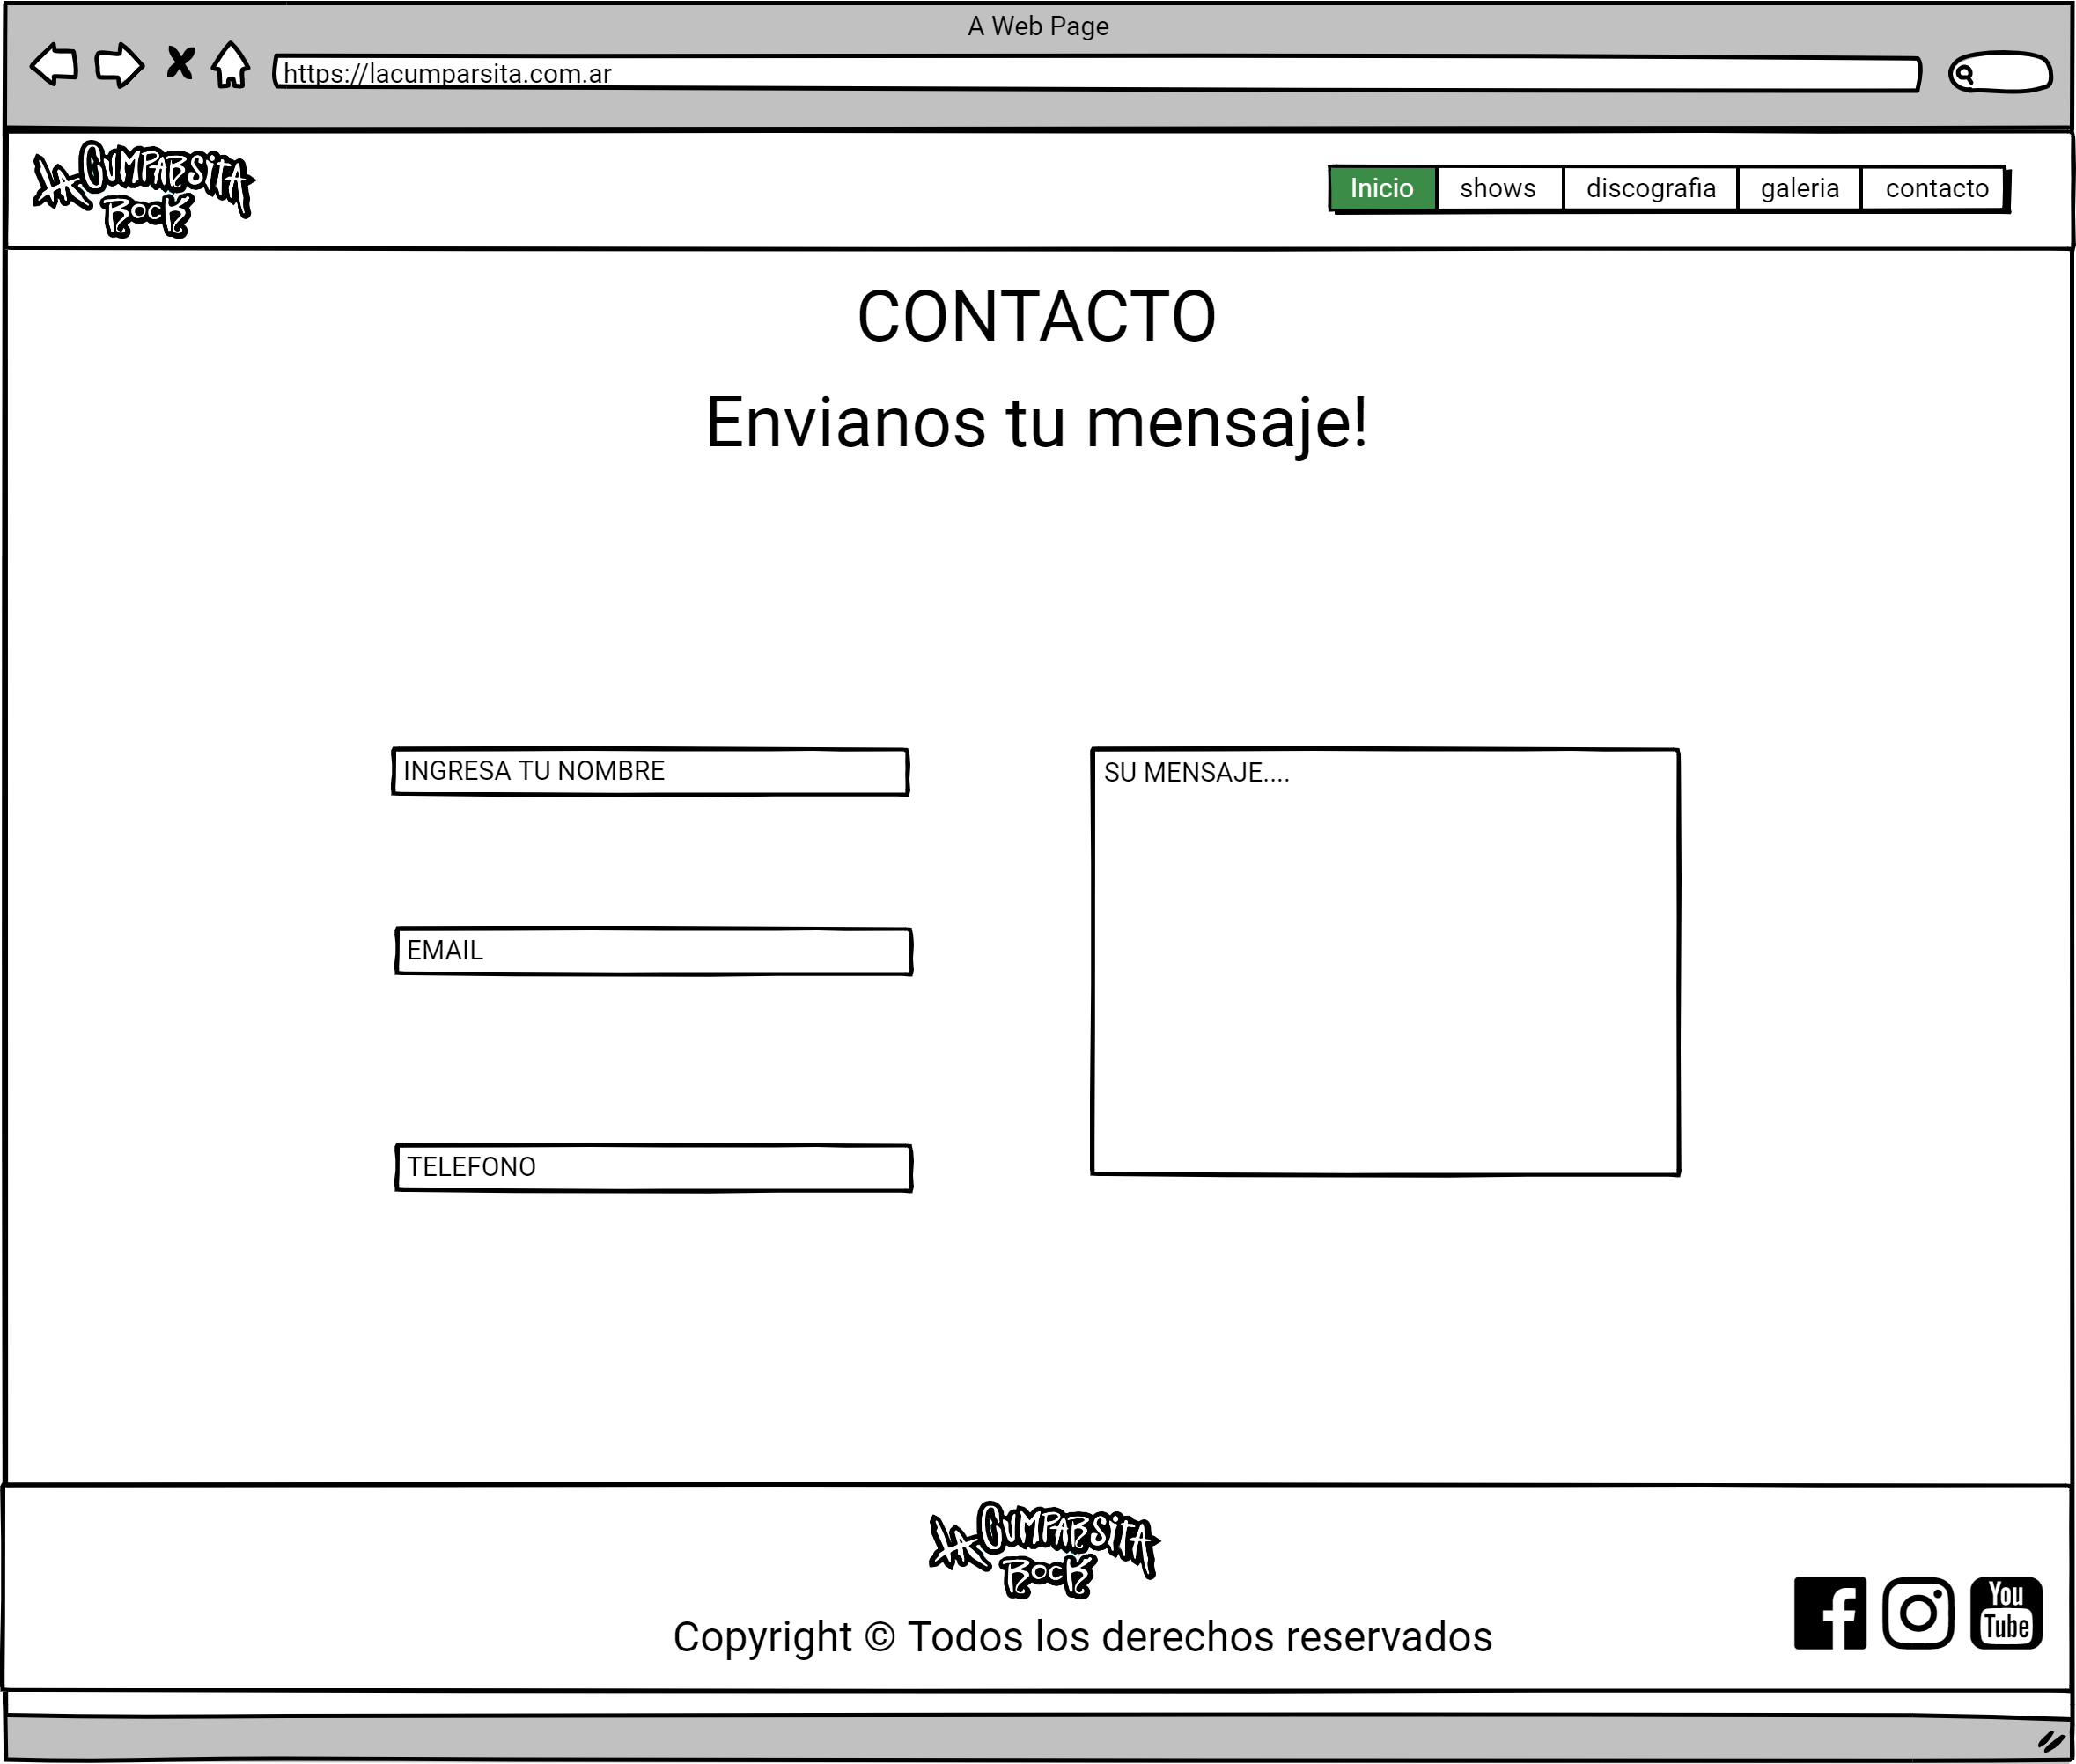 A Web Page
https://lacumparsita.com.ar
LA CUMPARSITA
ROCK
Inicio shows discografia galeria contacto
CONTACTO
Envianos tu mensaje!
INGRESA TU NOMBRE
SU MENSAJE....
EMAIL
TELEFONO
LA CUMPARSITA
ROCK
Copyright © Todos los derechos reservados
You
Tube